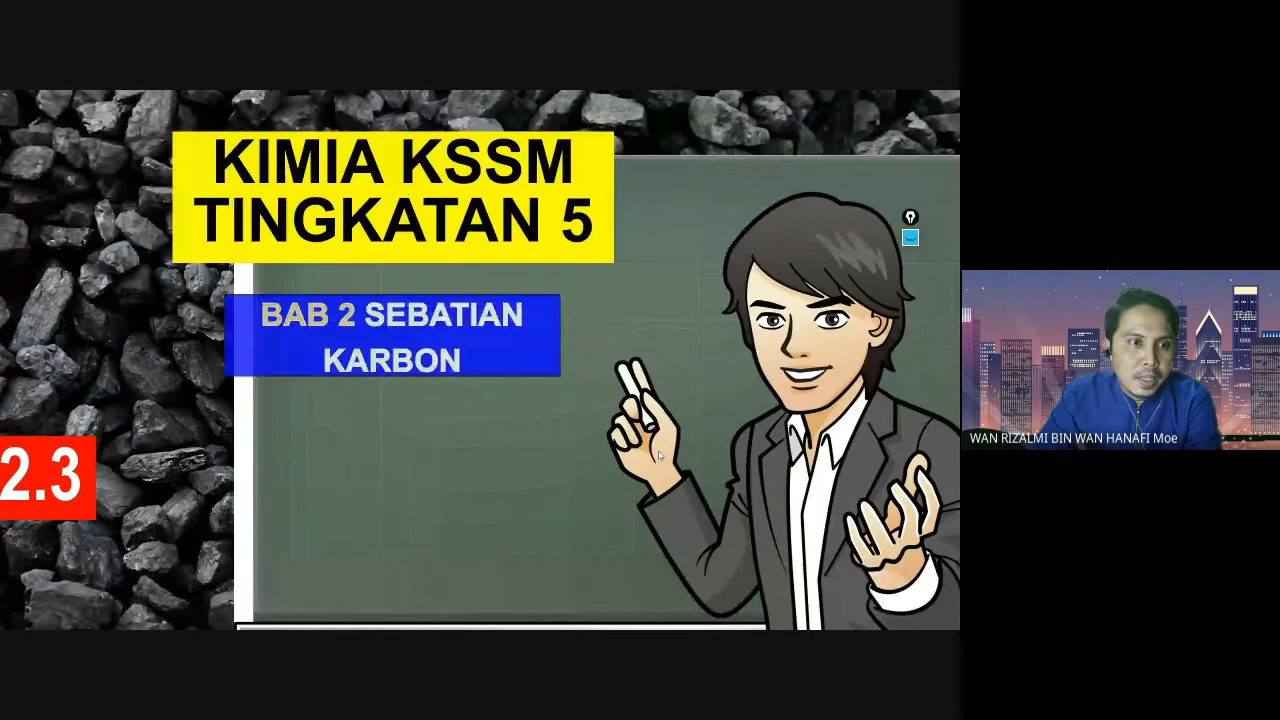 KIMIA KSSM
TINGKATAN 5
BAB 2 SEBATIAN
KARBON
2.3
WAN RIZALMI BIN WAN HANAFI Moe